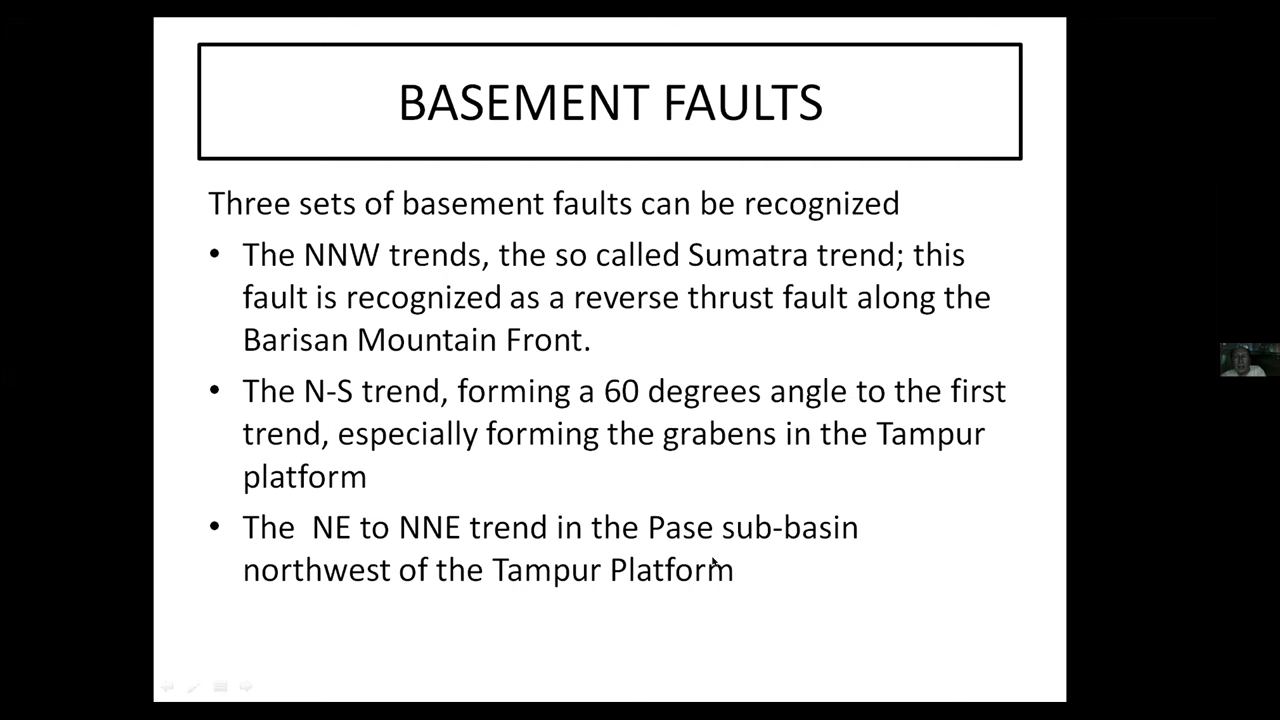 BASEMENT FAULTS
Three sets of basement faults can be recognized
• The NNW trends, the so called Sumatra trend; this
fault is recognized as a reverse thrust fault along the
Barisan Mountain Front.
• The N-S trend, forming a 60 degrees angle to the first
trend, especially forming the grabens in the Tampur
platform
• The  NE to NNE trend in the Pase sub-basin
northwest of the Tampur Platform